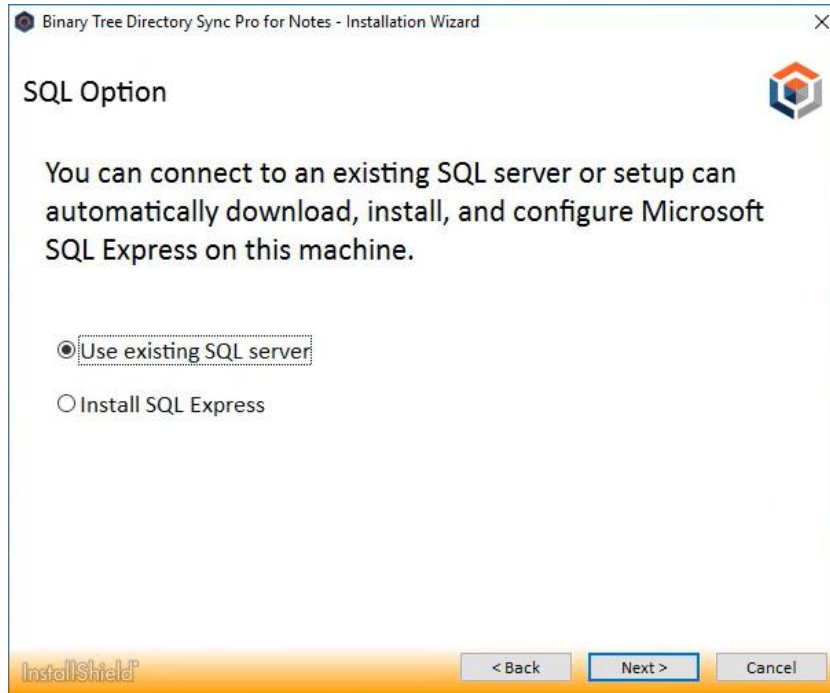 Binary Tree Directory Sync Pro for Notes - Installation Wizard
SQL Option
You can connect to an existing SQL server or setup can
automatically download, install, and configure Microsoft
SQL Express on this machine.
Use existing SQL server
Install SQL Express
InstallShield
< Back
Next >
Cancel